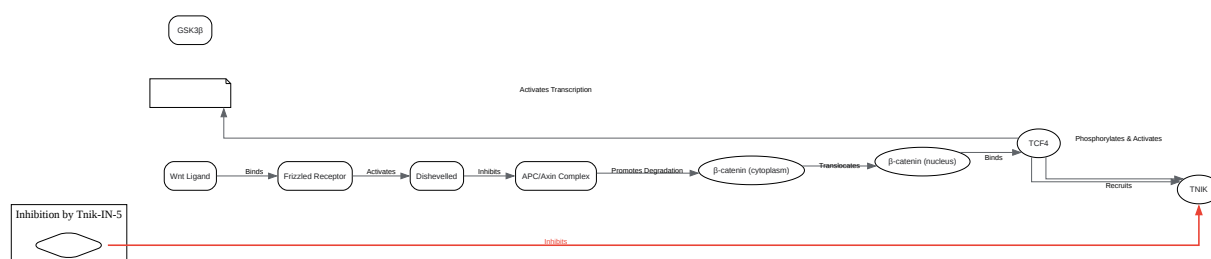 GSK3β
Activates Transcription
TCF4
Phosphorylates & Activates
Wnt Ligand
Binds
Frizzled Receptor
Activates
Dishevelled
Inhibits
APC/Axin Complex
Promotes Degradation
β-catenin (cytoplasm)
Translocates
β-catenin (nucleus)
Binds
Recruits
TNIK
Inhibition by Tnik-IN-5
Inhibits